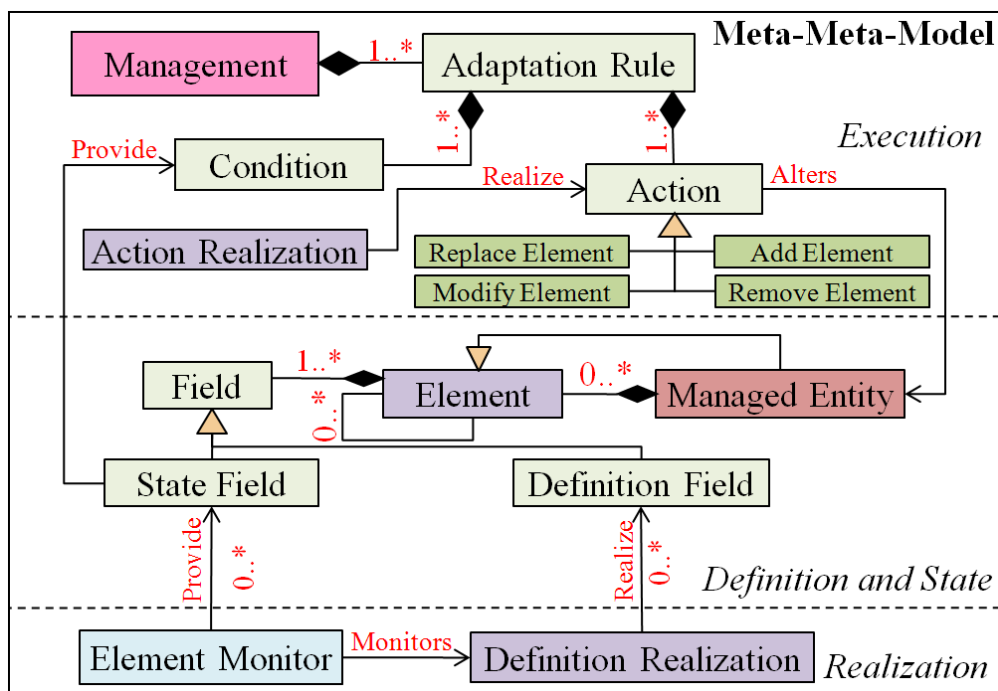 Meta-Meta-Model
Management
1..*
Adaptation Rule
1..*
1..*
Execution
Provide
Condition
Realize
Action
Alters
Action Realization
Replace Element
Add Element
Modify Element
Remove Element
Field
1..*
Element
0..*
0..*
Managed Entity
State Field
Definition Field
Provide
0..*
Realize
0..*
Definition and State
Element Monitor
Monitors
Definition Realization
Realization